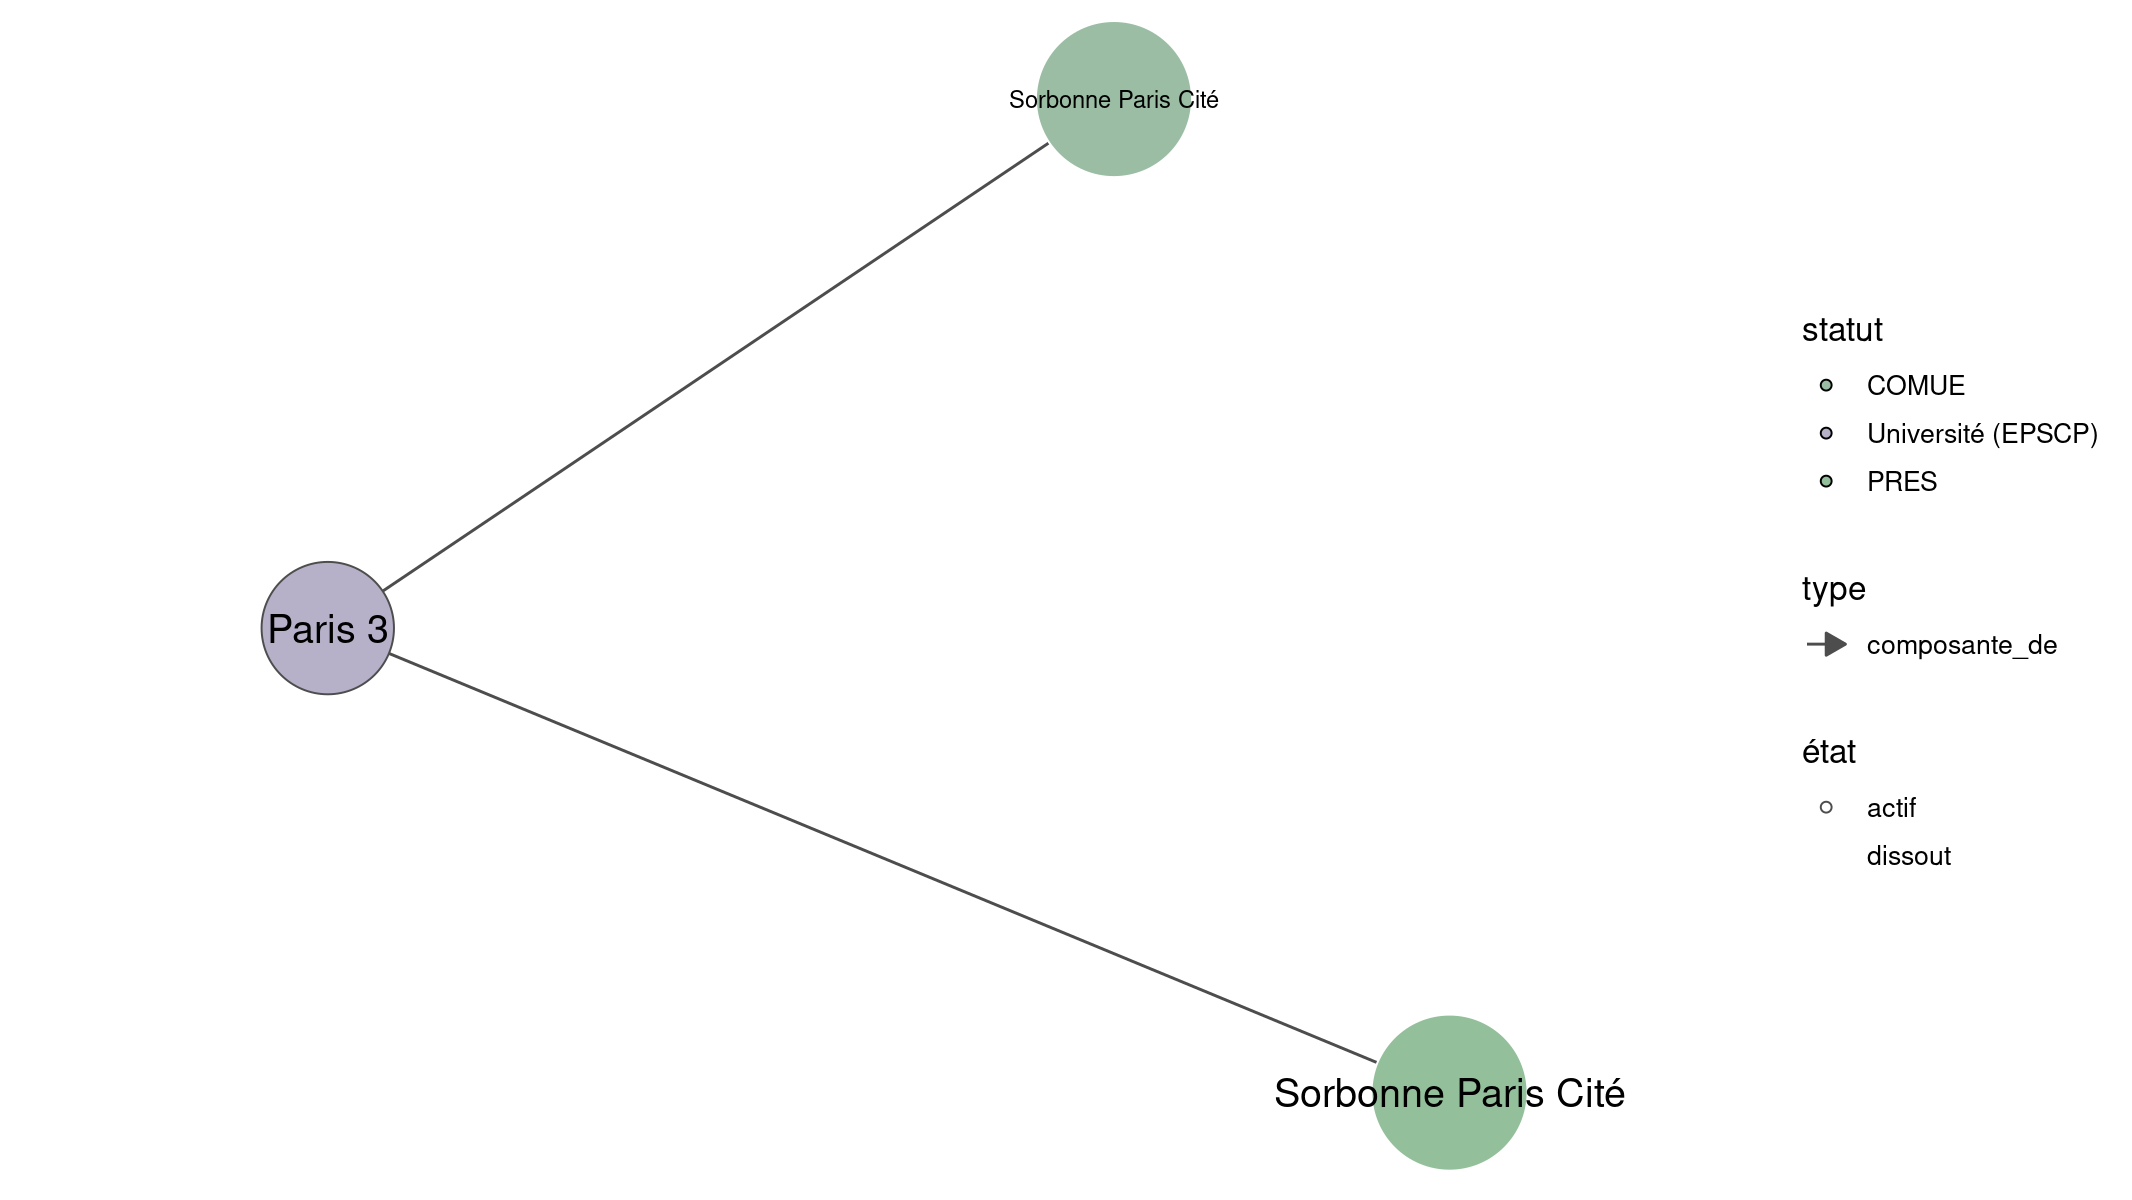 Sorbonne Paris Cité
Paris 3
Sorbonne Paris Cité
statut
COMUE
Université (EPSCP)
PRES
type
composante_de
état
actif
dissout